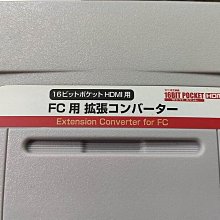 16ビットポケットHDMI用
FC用 拡張コンバーター
Extension Converter for FC
16BIT POCKET HDMI